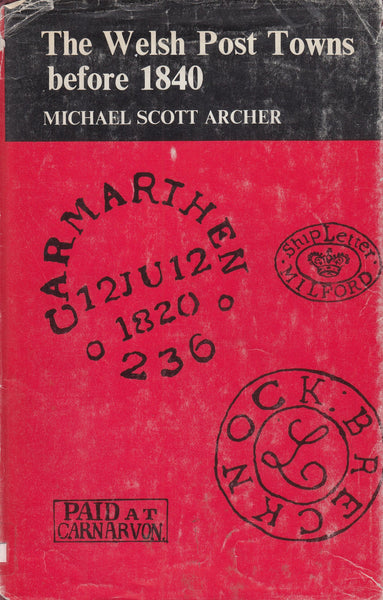 The Welsh Post Towns
before 1840
MICHAEL SCOTT ARCHER
CARMARTHEN
12JU12
1820
236
Ship Letter
MILFORD
BRECKNOCK:
L
PAID AT
CARNARVON.